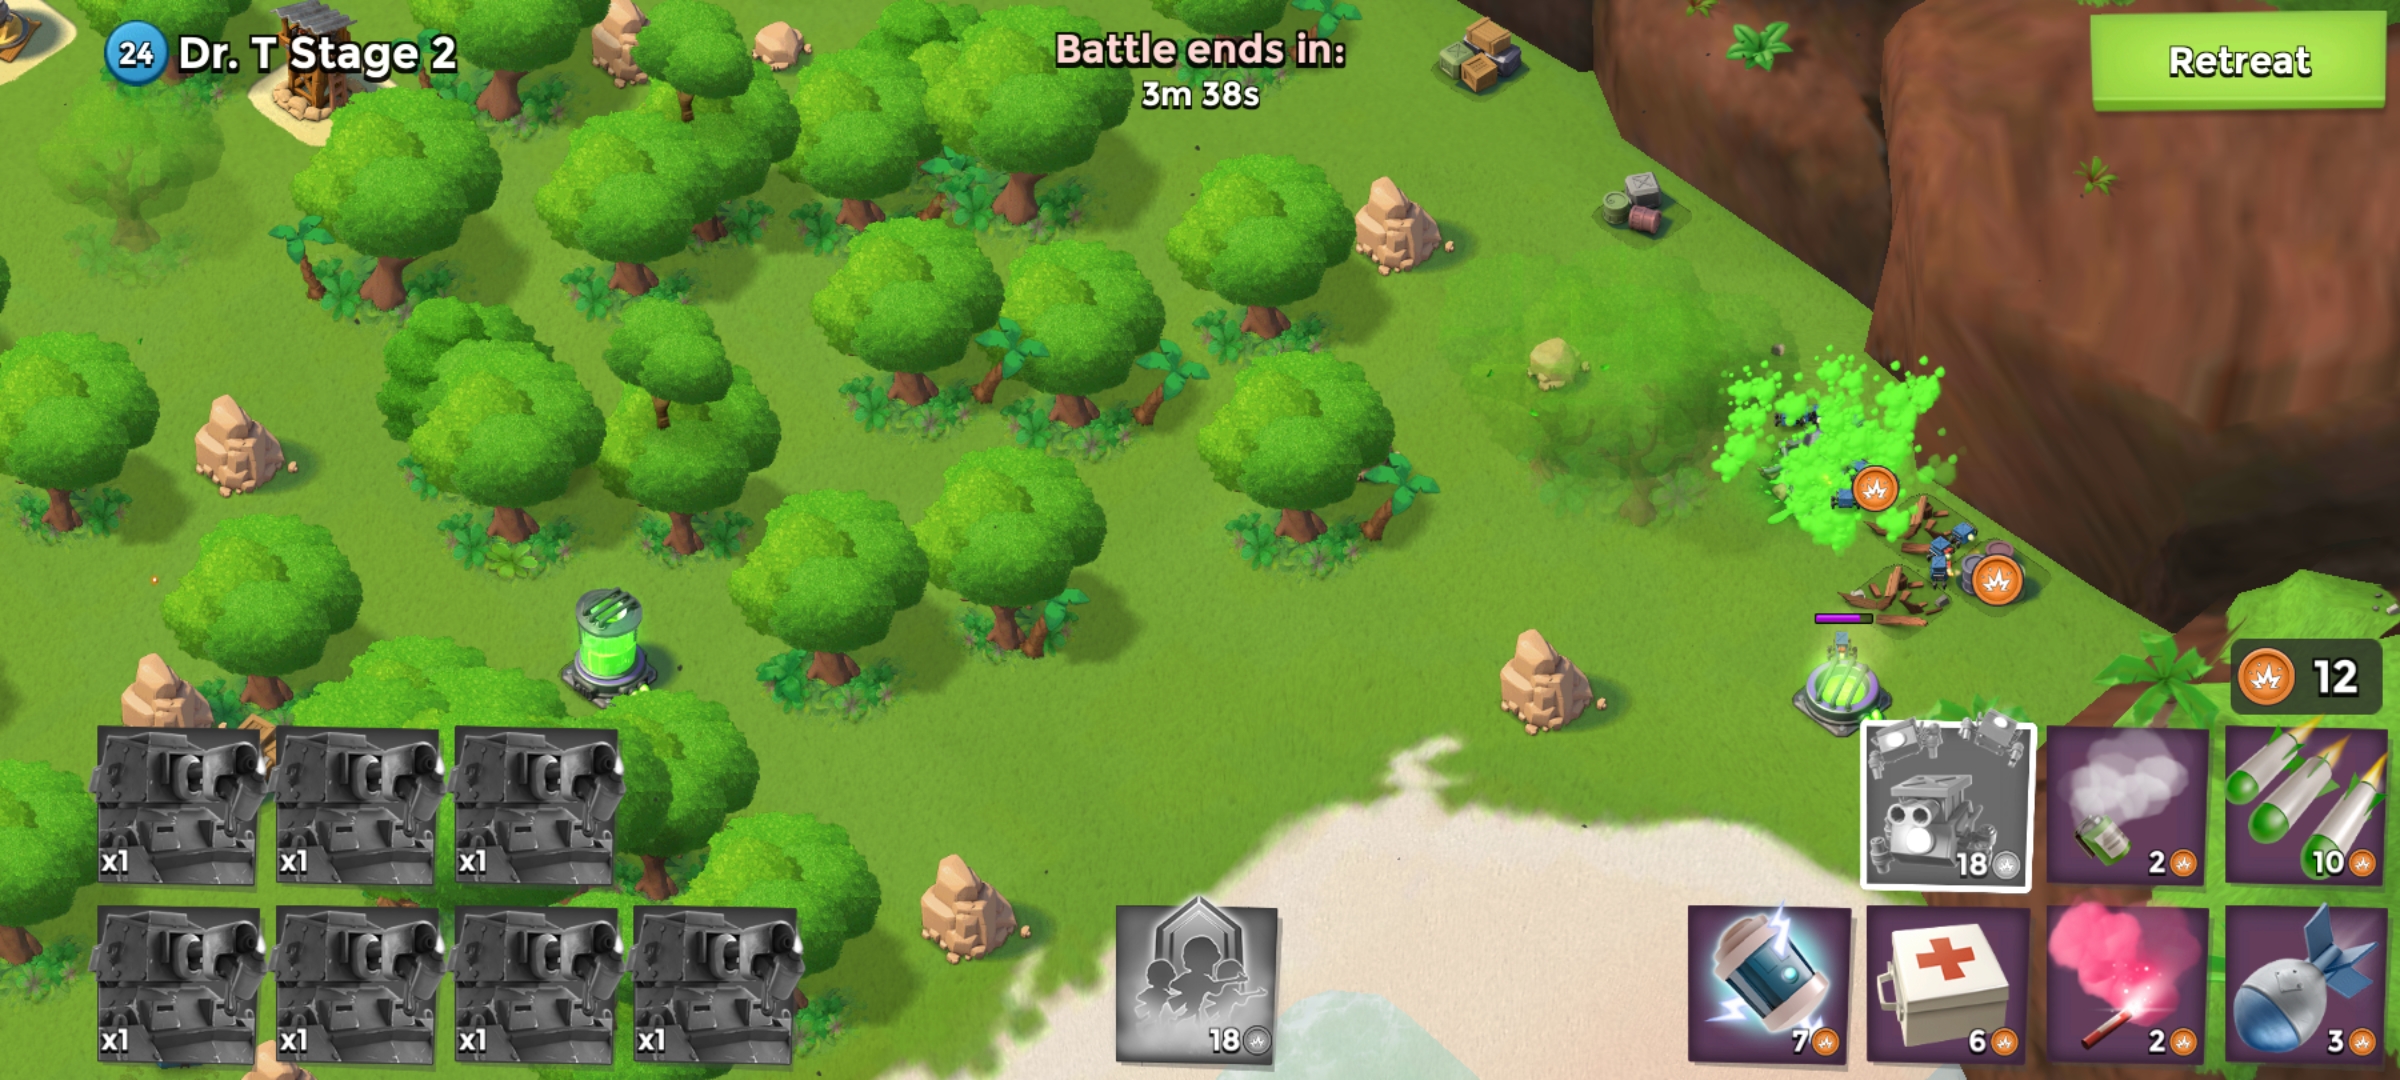 24 Dr. T Stage 2
Battle ends in:
3m 38s
Retreat
12
x1 x1 x1
18 2 10
x1 x1 x1 x1
18
7 6 2 3